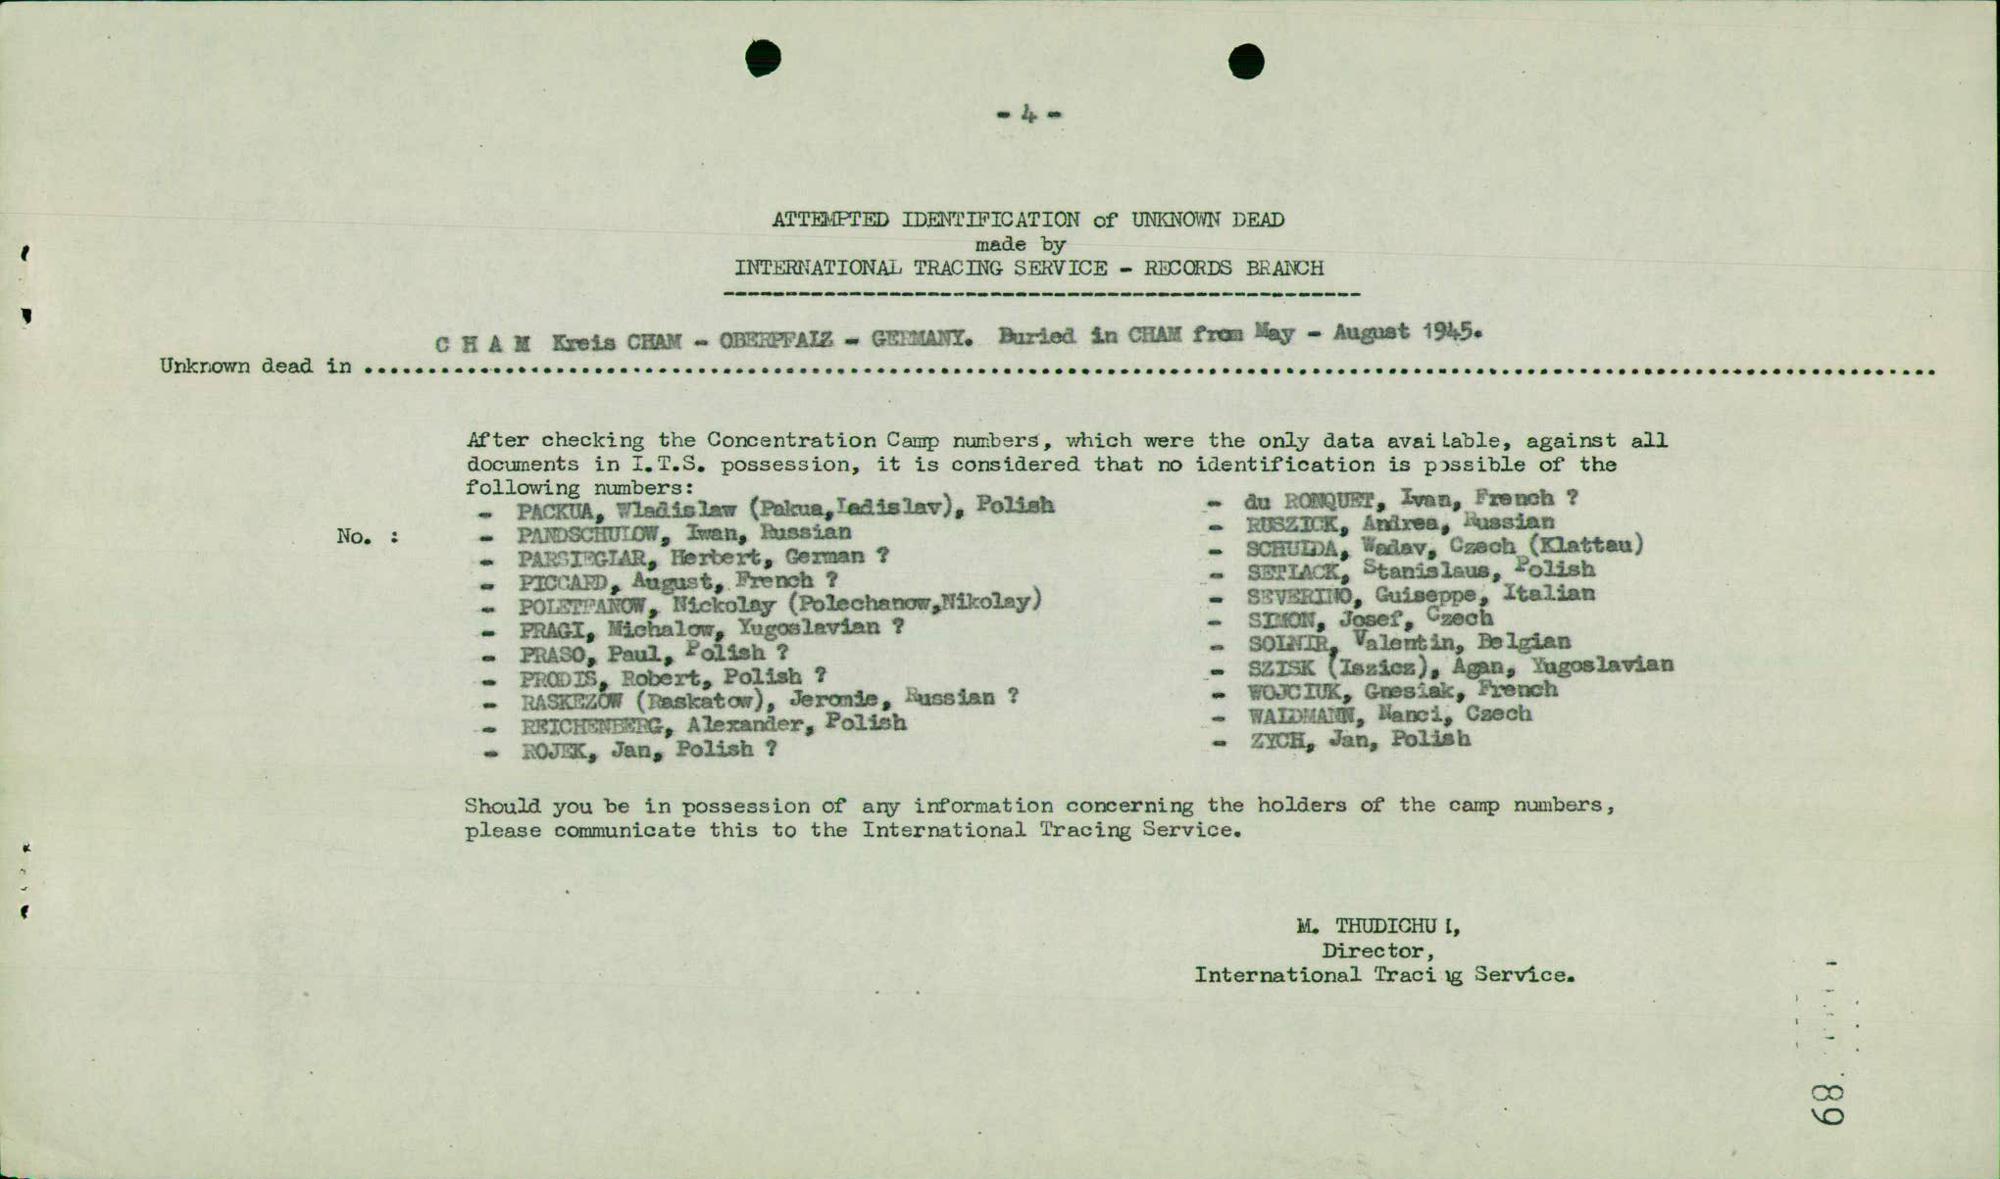 - 4 -
ATTEMPTED IDENTIFICATION of UNKNOWN DEAD
made by
INTERNATIONAL TRACING SERVICE - RECORDS BRANCH
C H A M Kreis CHAM - OBERPFALZ - GERMANY. Buried in CHAM from May - August 1945.
Unknown dead in
After checking the Concentration Camp numbers, which were the only data available, against all
documents in I.T.S. possession, it is considered that no identification is possible of the
following numbers:
No. :
- PACKUA, Wladislaw (Pakua,Ladislav), Polish
- PANDSCHULOW, Iwan, Russian
- PARSIEGLAR, Herbert, German ?
- PICCARD, August, French ?
- POLETPANOW, Nickolay (Polechanow,Nikolay)
- PRAGI, Michalow, Yugoslavian ?
- PRASO, Paul, Polish ?
- PRODIS, Robert, Polish ?
- RASKEZOW (Raskatow), Jeromie, Russian ?
- REICHENBERG, Alexander, Polish
- ROJEK, Jan, Polish ?
- du RONQUET, Ivan, French ?
- RUSZICK, Andrea, Russian
- SCHULDA, Wadav, Czech (Klattau)
- SETLACK, Stanislaus, Polish
- SEVERINO, Guiseppe, Italian
- SIMON, Josef, Czech
- SOLNIR, Valentin, Belgian
- SZISK (Iszicz), Agan, Yugoslavian
- WOJCIUK, Gnesiak, French
- WALDMANN, Nanci, Czech
- ZYCH, Jan, Polish
Should you be in possession of any information concerning the holders of the camp numbers,
please communicate this to the International Tracing Service.
M. THUDICHUM,
Director,
International Tracing Service.
68